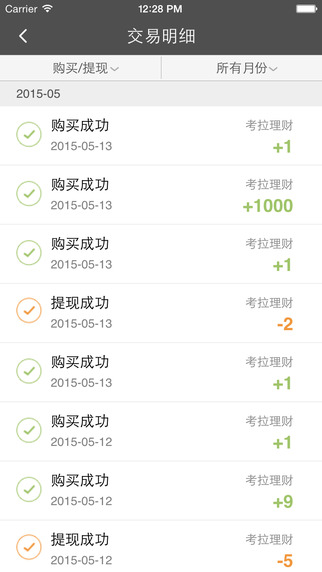 Carrier 12:28 PM
交易明细
购买/提现 所有月份
2015-05
购买成功 考拉理财
2015-05-13 +1
购买成功 考拉理财
2015-05-13 +1000
购买成功 考拉理财
2015-05-13 +1
提现成功 考拉理财
2015-05-13 -2
购买成功 考拉理财
2015-05-13 +1
购买成功 考拉理财
2015-05-12 +1
购买成功 考拉理财
2015-05-12 +9
提现成功 考拉理财
2015-05-12 -5